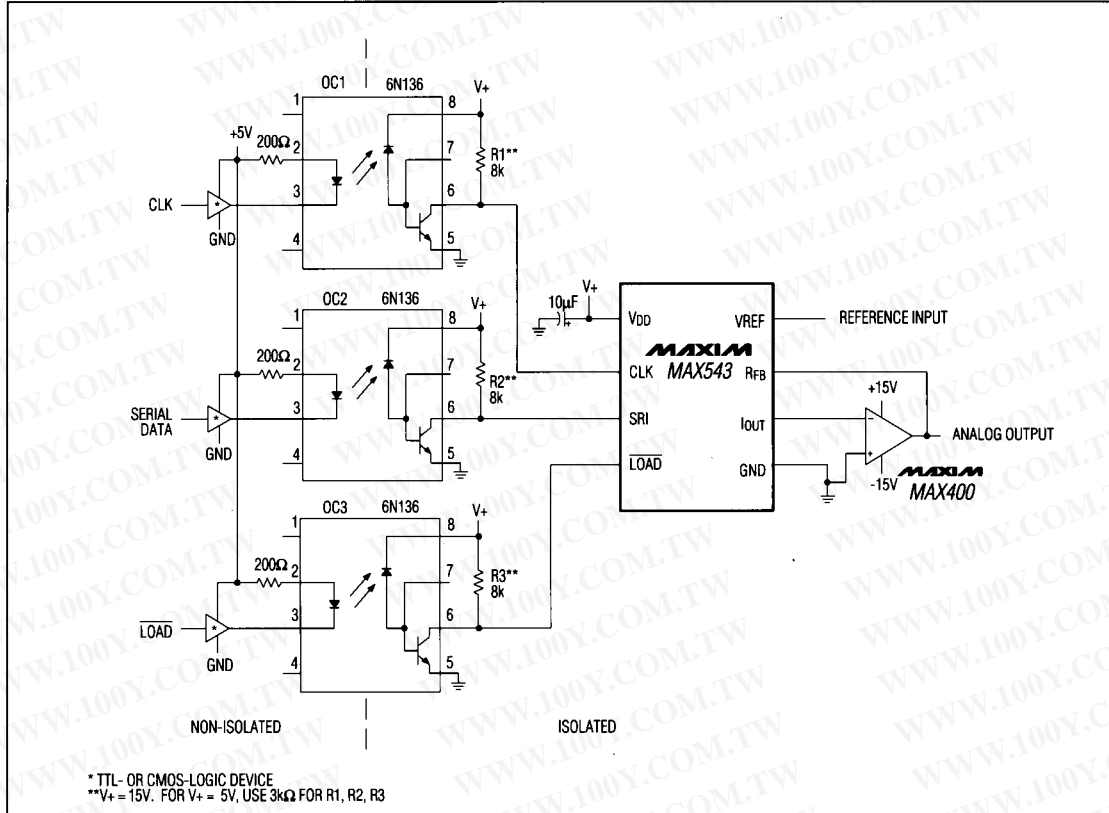 OC1 6N136
1
8
V+
+5V
200Ω
2
7
R1**
8k
3
6
CLK
*
GND
4
5
OC2 6N136
1
8
V+
200Ω
2
7
R2**
8k
3
6
SERIAL
DATA
*
GND
4
5
OC3 6N136
1
8
V+
200Ω
2
7
R3**
8k
3
6
LOAD
*
GND
4
5
V+
10µF
+
VDD
VREF
REFERENCE INPUT
MAXIM
MAX543
CLK
RFB
SRI
IOUT
LOAD
GND
+15V
-
+
-15V
ANALOG OUTPUT
MAXIM
MAX400
NON-ISOLATED
ISOLATED
* TTL- OR CMOS-LOGIC DEVICE
**V+ = 15V. FOR V+ = 5V, USE 3kΩ FOR R1, R2, R3
WWW.100Y.COM.TW